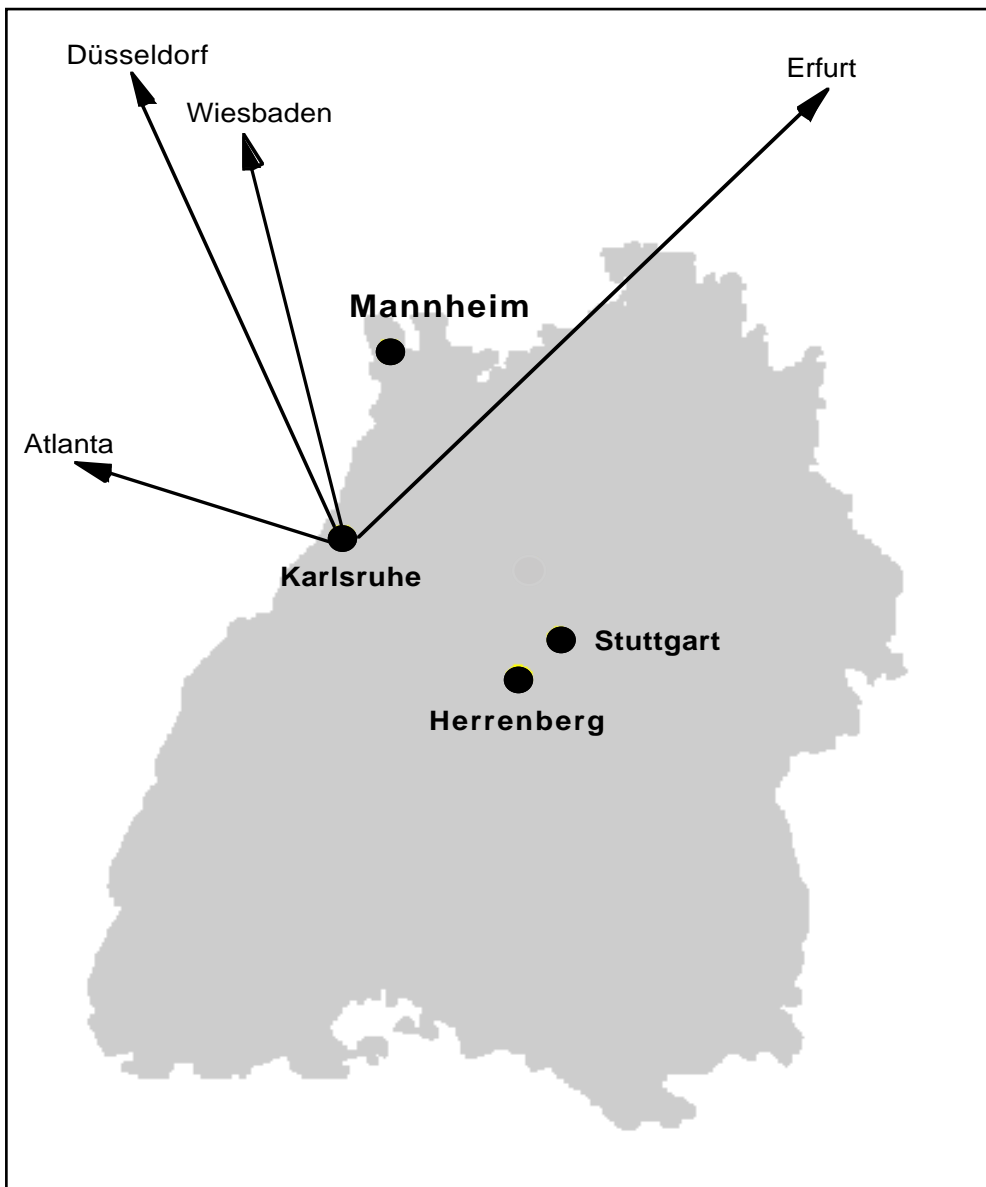 Düsseldorf
Erfurt
Wiesbaden
Mannheim
Atlanta
Karlsruhe
Stuttgart
Herrenberg